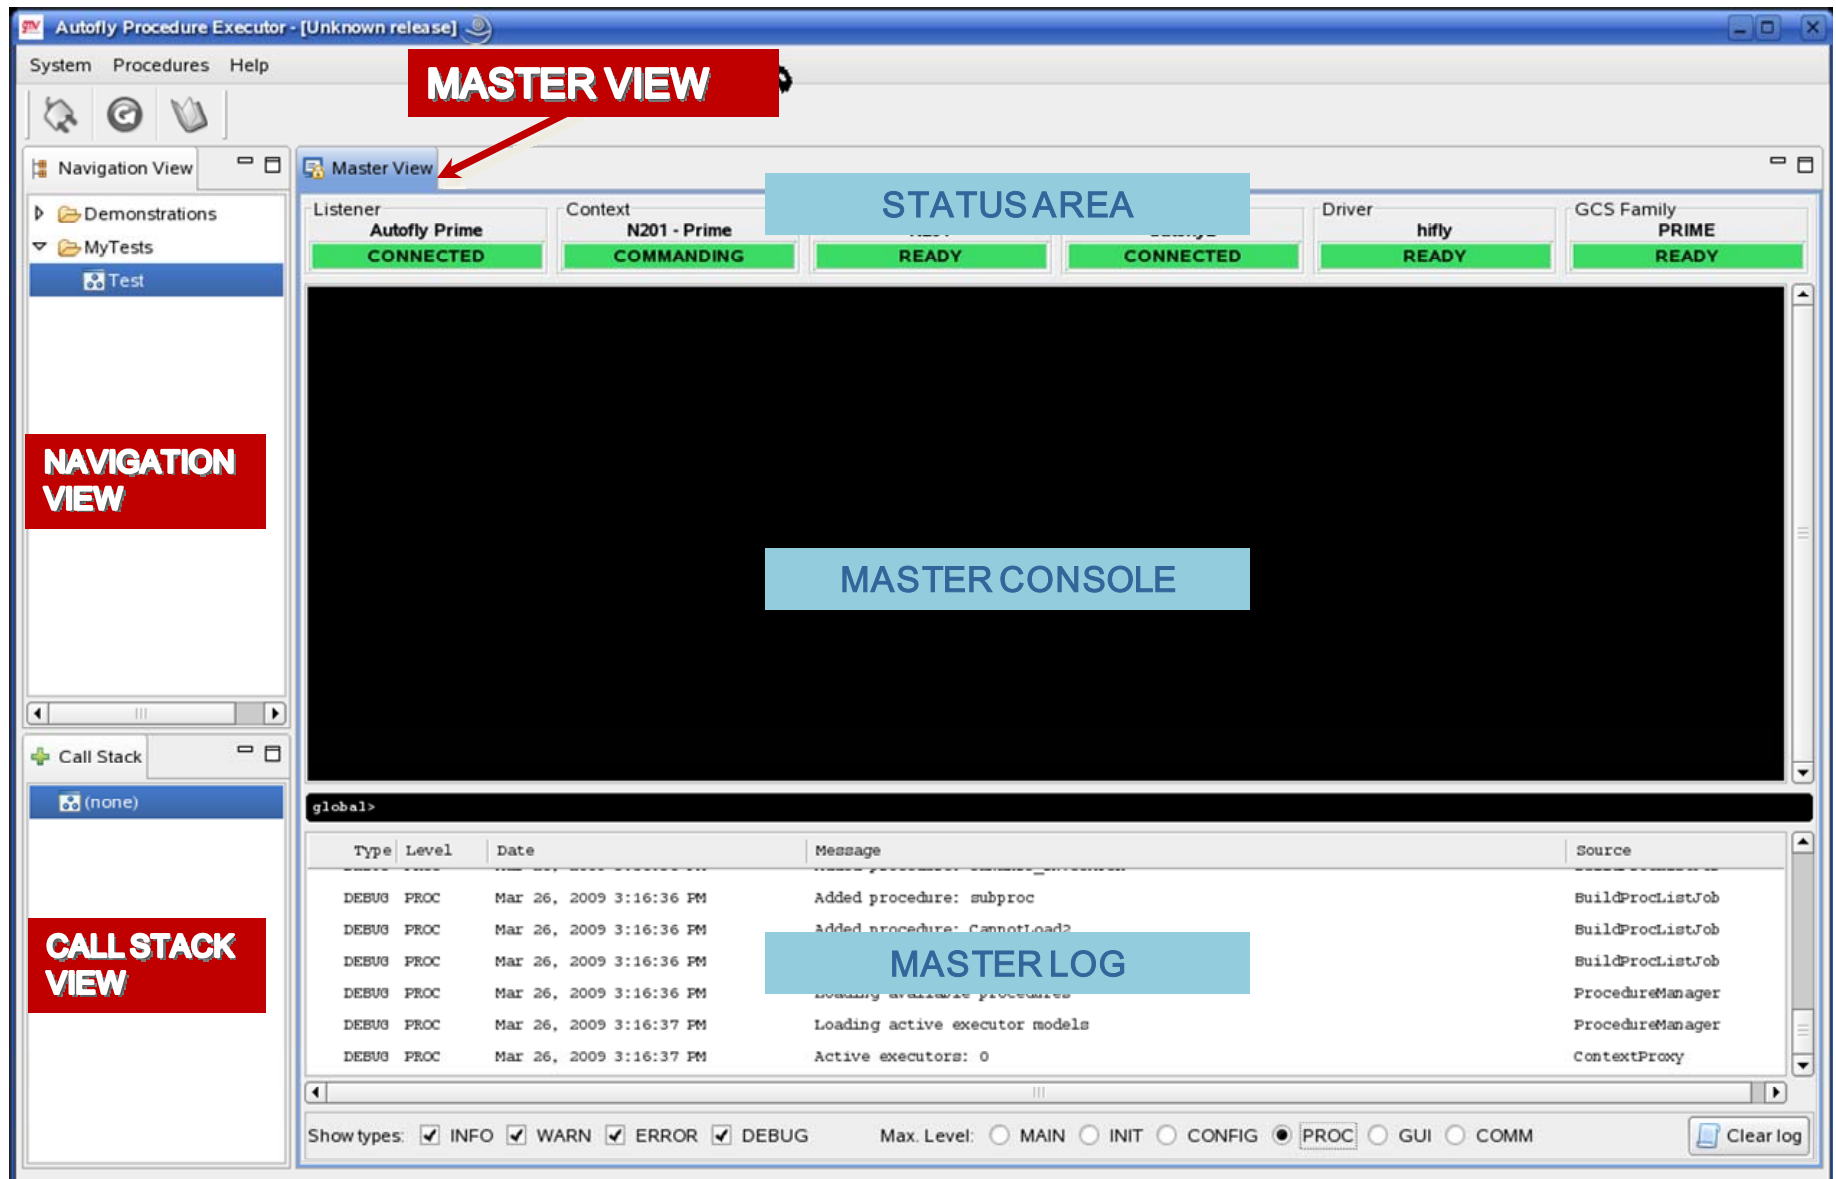 Autofly Procedure Executor - [Unknown release]
System Procedures Help
MASTER VIEW
Navigation View
Master View
Demonstrations
MyTests
Test
STATUS AREA
Listener Context Driver GCS Family
Autofly Prime N201 - Prime hifly PRIME
CONNECTED COMMANDING READY CONNECTED READY READY
NAVIGATION
VIEW
MASTER CONSOLE
Call Stack
(none)
global>
CALL STACK
VIEW
Type Level Date Message Source
DEBUG PROC Mar 26, 2009 3:16:36 PM Added procedure: subproc BuildProcListJob
DEBUG PROC Mar 26, 2009 3:16:36 PM Added procedure: CannotLoad2 BuildProcListJob
DEBUG PROC Mar 26, 2009 3:16:36 PM BuildProcListJob
MASTER LOG
DEBUG PROC Mar 26, 2009 3:16:36 PM Loading available procedures ProcedureManager
DEBUG PROC Mar 26, 2009 3:16:37 PM Loading active executor models ProcedureManager
DEBUG PROC Mar 26, 2009 3:16:37 PM Active executors: 0 ContextProxy
Show types: INFO WARN ERROR DEBUG Max. Level: MAIN INIT CONFIG PROC GUI COMM Clear log